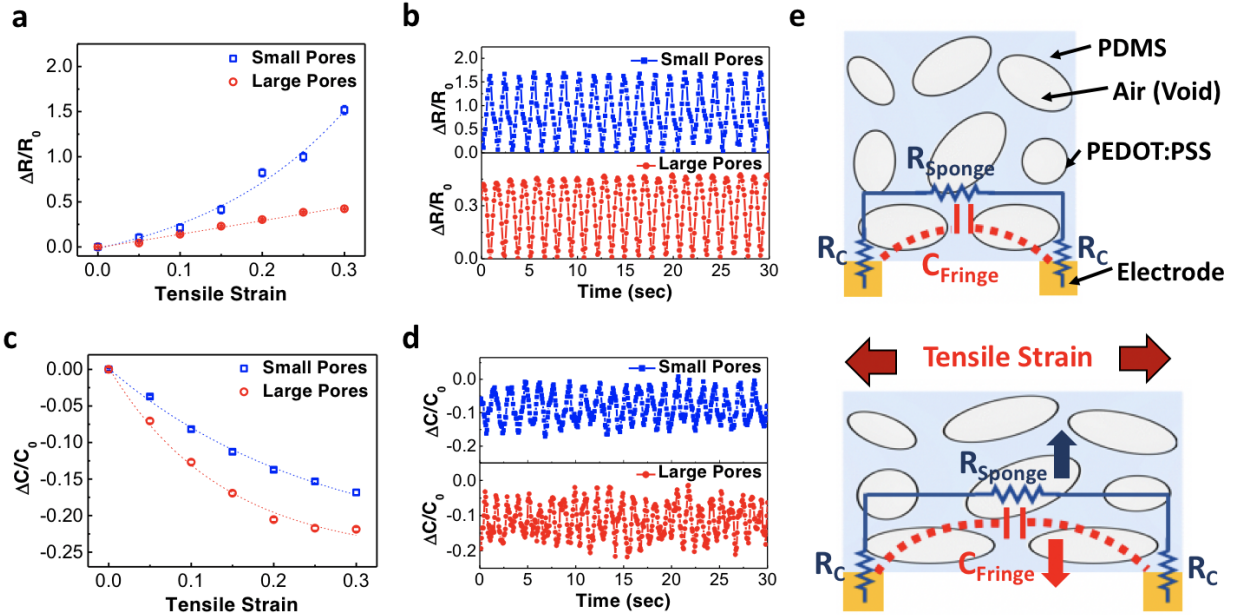 a
ΔR/R0
2.0
1.5
1.0
0.5
0.0
Small Pores
Large Pores
0.0 0.1 0.2 0.3
Tensile Strain
b
ΔR/R0
2.0
1.5
1.0
0.5
0.0
Small Pores
ΔR/R0
0.3
0.0
Large Pores
0 5 10 15 20 25 30
Time (sec)
c
ΔC/C0
0.00
-0.05
-0.10
-0.15
-0.20
-0.25
Small Pores
Large Pores
0.0 0.1 0.2 0.3
Tensile Strain
d
ΔC/C0
0.0
-0.1
-0.2
Small Pores
ΔC/C0
0.0
-0.1
-0.2
Large Pores
0 5 10 15 20 25 30
Time (sec)
e
PDMS
Air (Void)
PEDOT:PSS
RSponge
RC
CFringe
RC
Electrode
Tensile Strain
RSponge
RC
CFringe
RC